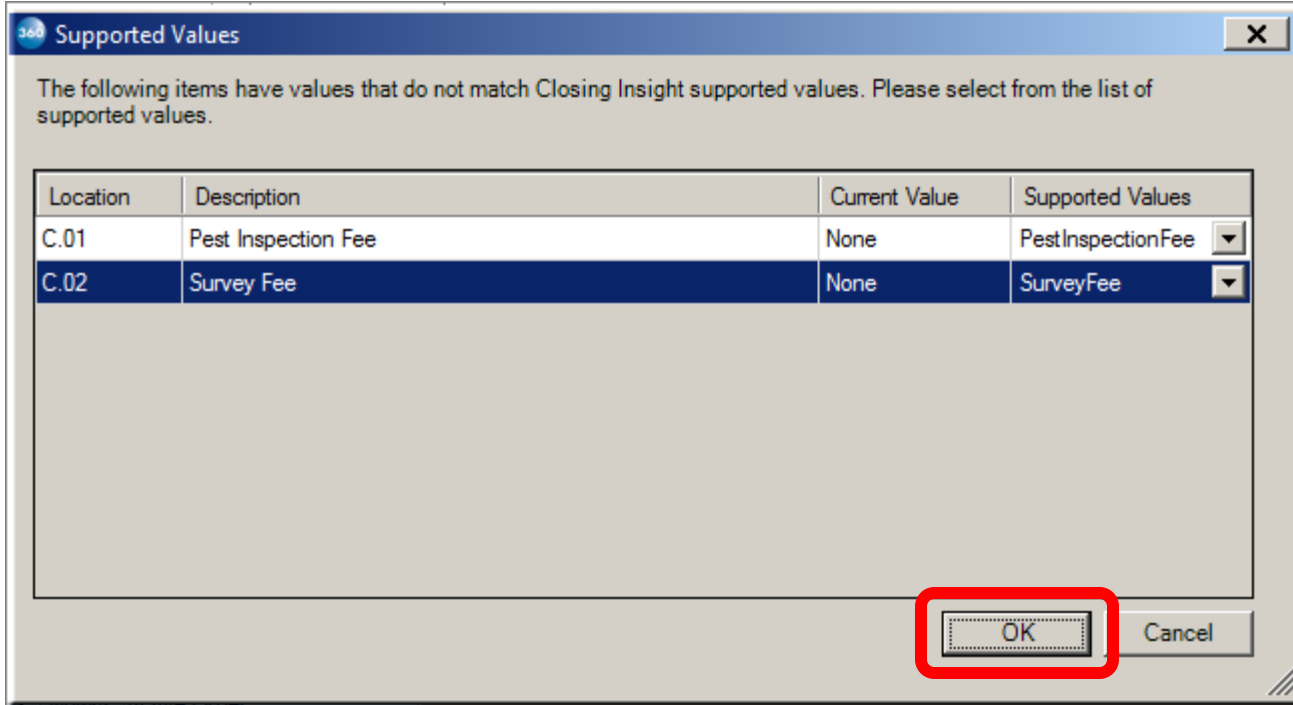 360 Supported Values
The following items have values that do not match Closing Insight supported values. Please select from the list of
supported values.
Location Description Current Value Supported Values
C.01 Pest Inspection Fee None PestInspectionFee
C.02 Survey Fee None SurveyFee
OK Cancel